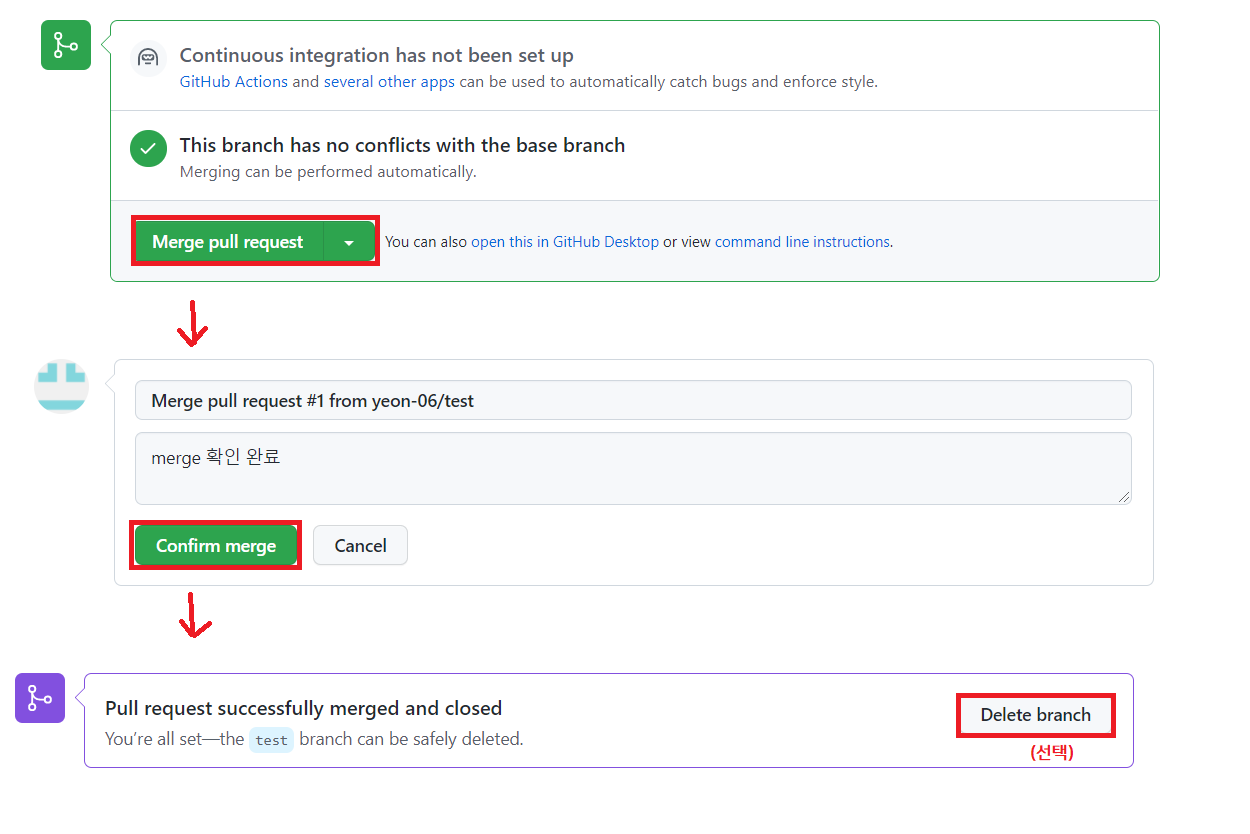 Continuous integration has not been set up
GitHub Actions and several other apps can be used to automatically catch bugs and enforce style.
This branch has no conflicts with the base branch
Merging can be performed automatically.
Merge pull request You can also open this in GitHub Desktop or view command line instructions.
Merge pull request #1 from yeon-06/test
merge 확인 완료
Confirm merge Cancel
Pull request successfully merged and closed
You’re all set—the test branch can be safely deleted.
Delete branch
(선택)